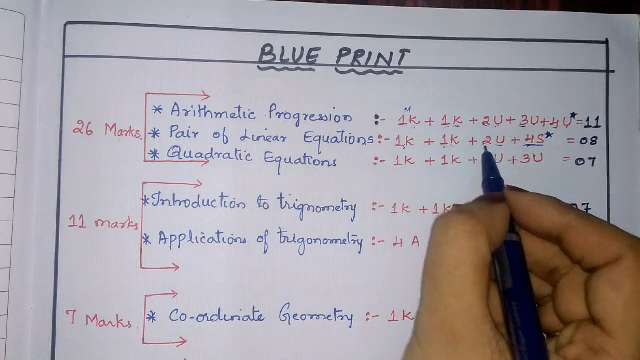 BLUE PRINT
26 Marks
* Arithmetic Progression :- 1K + 1K + 2U + 3U + 4U* = 11
* Pair of Linear Equations :- 1K + 1K + 2U + 4S* = 08
* Quadratic Equations :- 1K + 1K + U + 3U = 07
11 marks
* Introduction to trignometry :- 1K + 1K 07
* Applications of trigonometry :- 4 A
7 Marks.
* Co-ordinate Geometry :- 1K